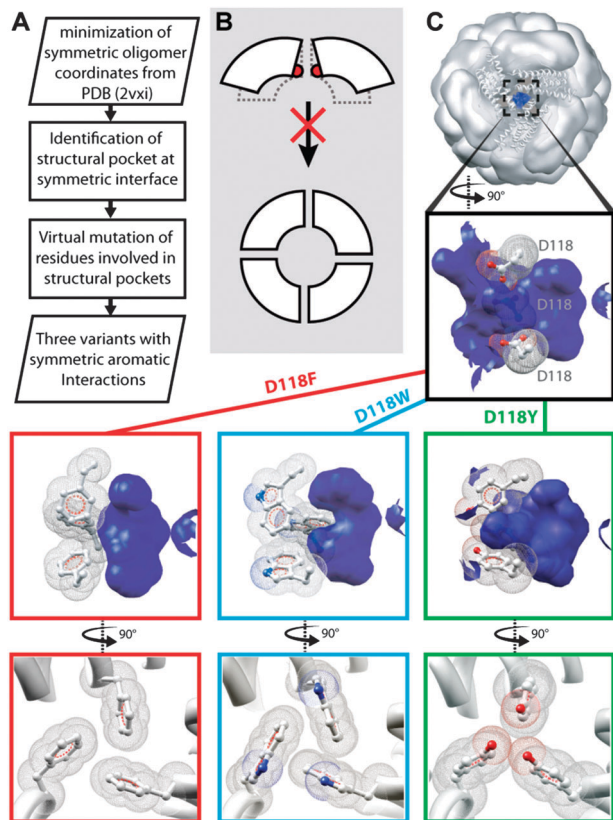 A
minimization of
symmetric oligomer
coordinates from
PDB (2vxi)
Identification of
structural pocket at
symmetric interface
Virtual mutation of
residues involved in
structural pockets
Three variants with
symmetric aromatic
Interactions
B
C
90°
D118
D118
D118
D118F
D118W
D118Y
90°
90°
90°